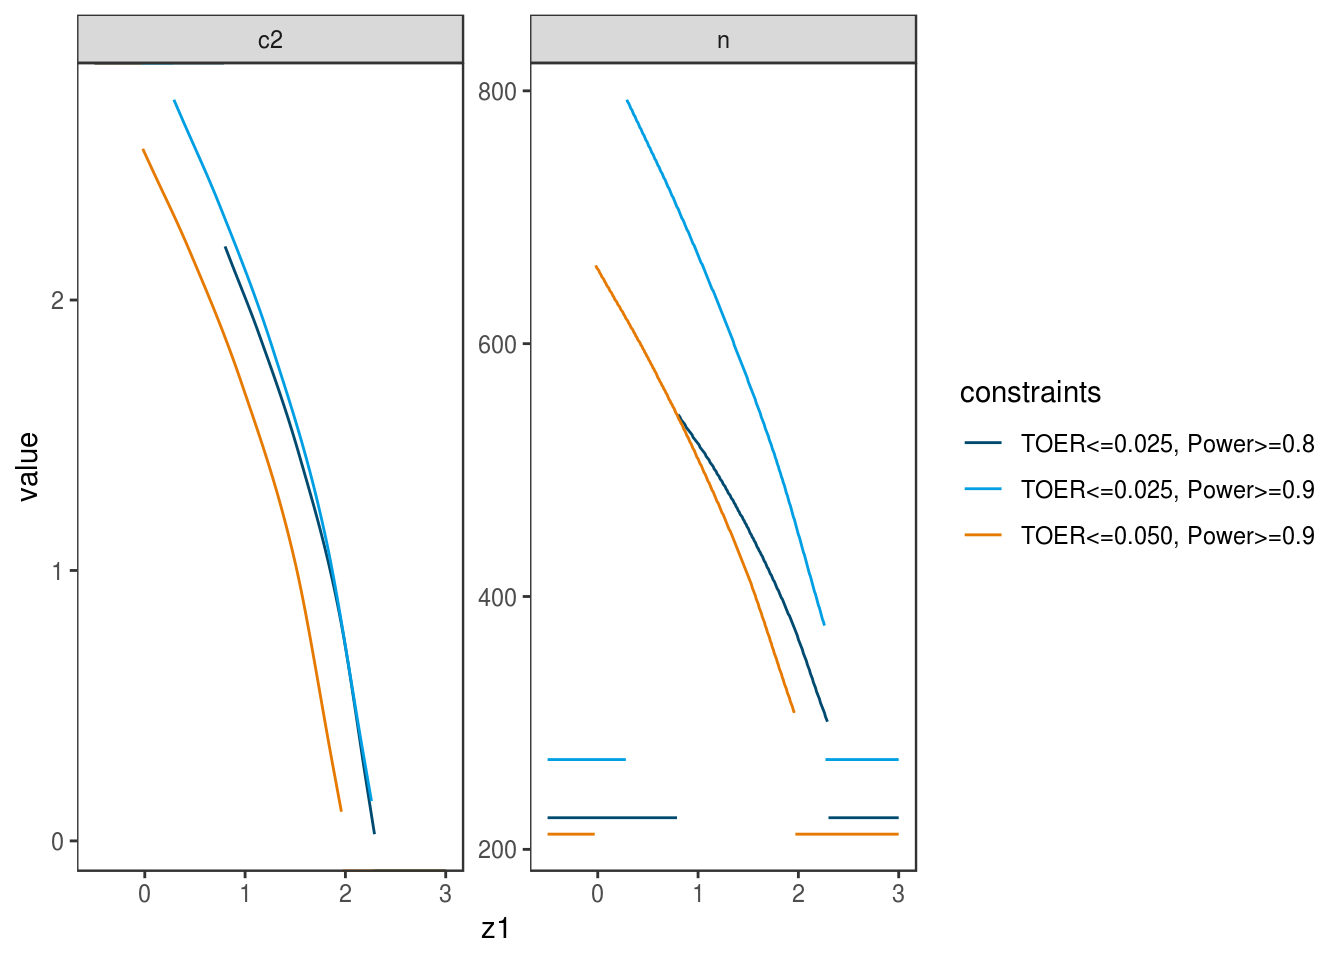 c2
n
value
2
1
0
800
600
400
200
0 1 2 3
0 1 2 3
z1
constraints
TOER<=0.025, Power>=0.8
TOER<=0.025, Power>=0.9
TOER<=0.050, Power>=0.9